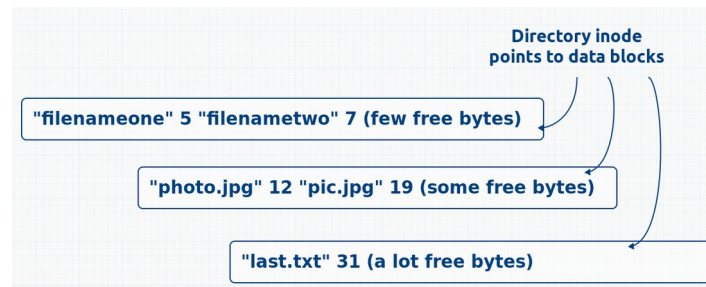 Directory inode
points to data blocks
"filenameone" 5 "filenametwo" 7 (few free bytes)
"photo.jpg" 12 "pic.jpg" 19 (some free bytes)
"last.txt" 31 (a lot free bytes)